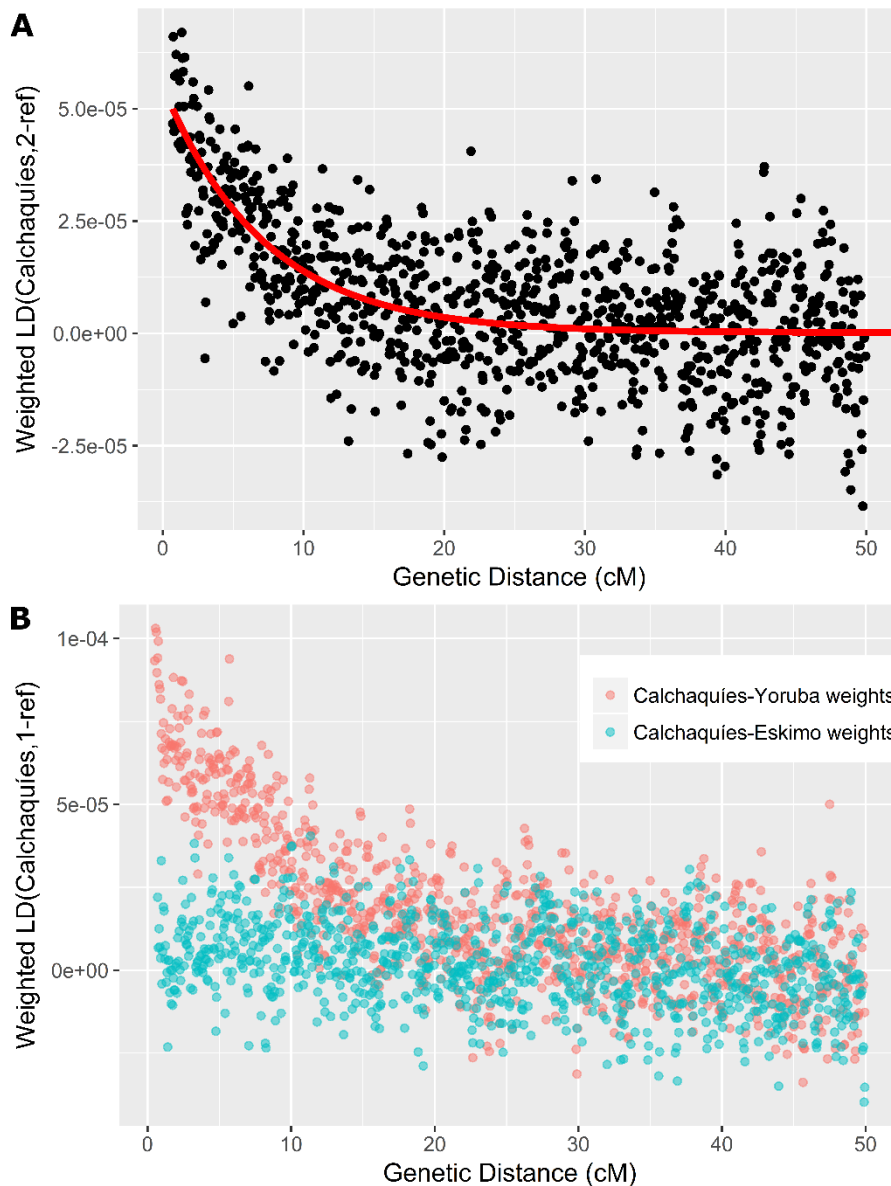 A
Weighted LD(Calchaquíes,2-ref)
5.0e-05
2.5e-05
0.0e+00
-2.5e-05
0 10 20 30 40 50
Genetic Distance (cM)
B
Weighted LD(Calchaquíes,1-ref)
1e-04
5e-05
0e+00
Calchaquíes-Yoruba weights
Calchaquíes-Eskimo weights
0 10 20 30 40 50
Genetic Distance (cM)